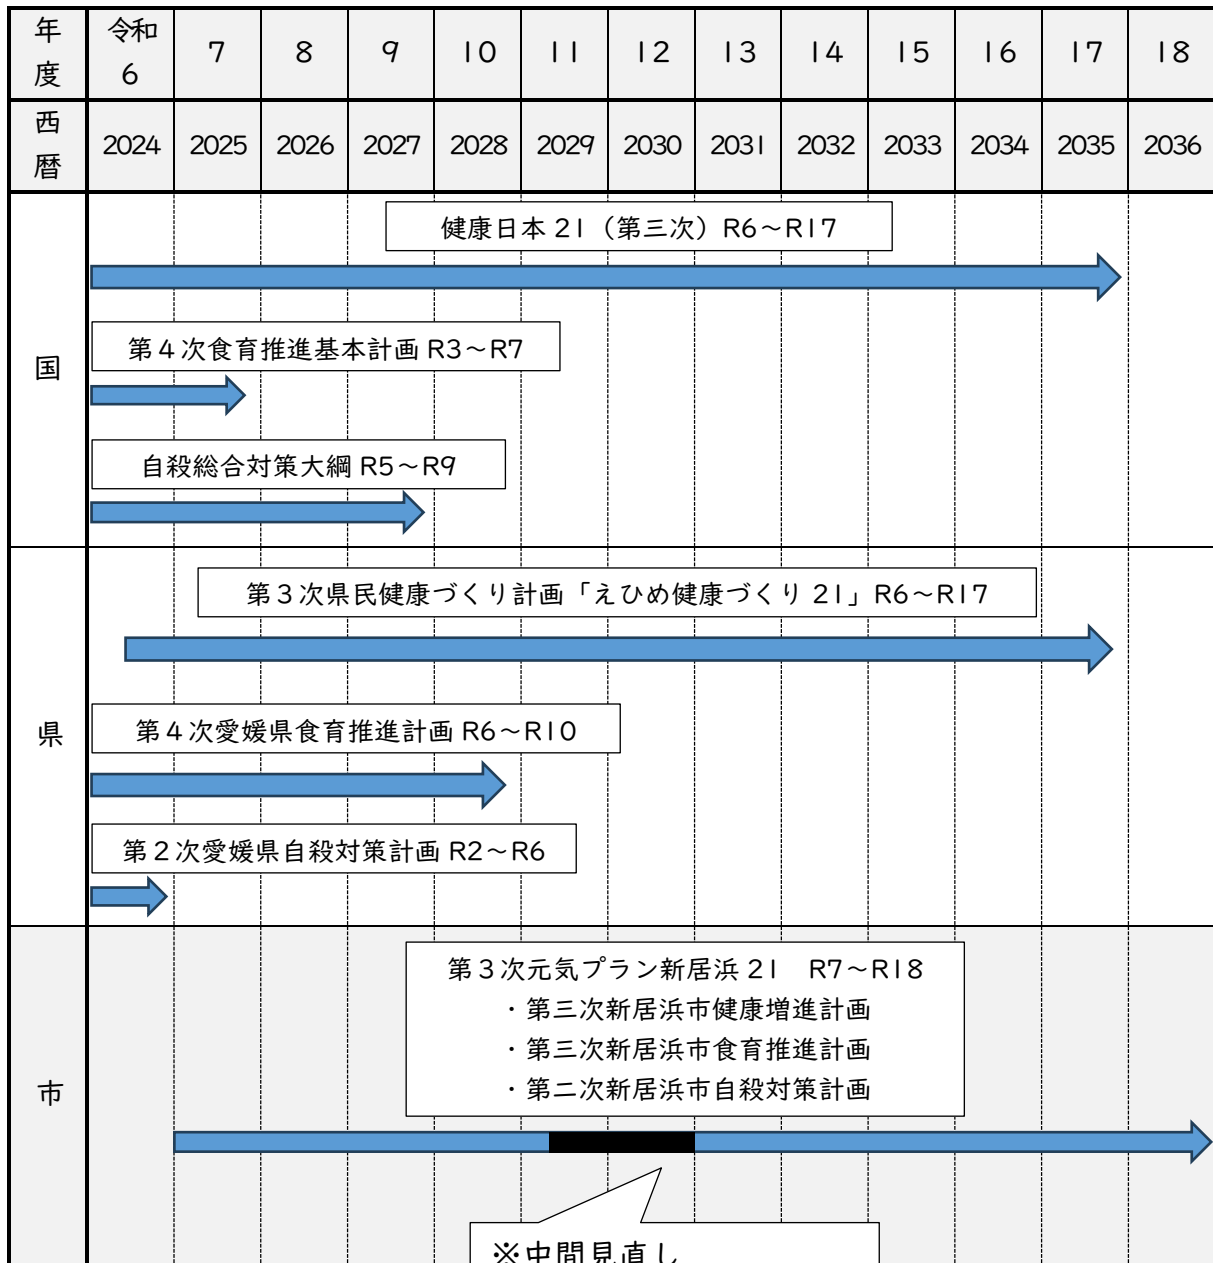 年度 令和6 7 8 9 10 11 12 13 14 15 16 17 18
西暦 2024 2025 2026 2027 2028 2029 2030 2031 2032 2033 2034 2035 2036
国
健康日本21（第三次）R6～R17
第4次食育推進基本計画 R3～R7
自殺総合対策大綱 R5～R9
県
第3次県民健康づくり計画「えひめ健康づくり21」R6～R17
第4次愛媛県食育推進計画 R6～R10
第2次愛媛県自殺対策計画 R2～R6
市
第3次元気プラン新居浜21　R7～R18
・第三次新居浜市健康増進計画
・第三次新居浜市食育推進計画
・第二次新居浜市自殺対策計画
※中間見直し